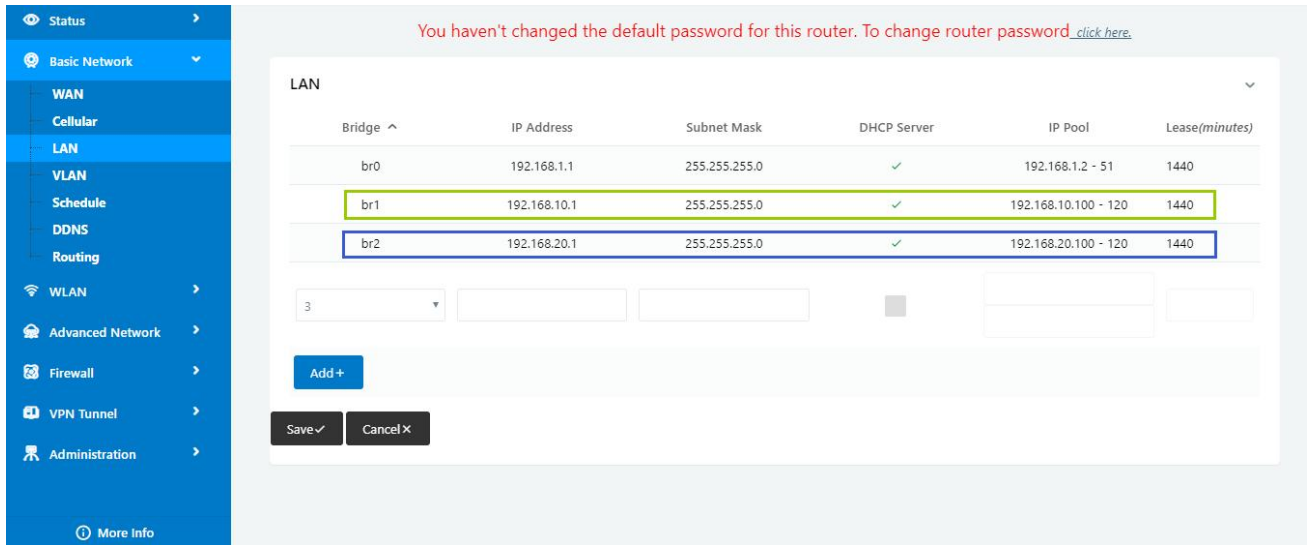 Status
Basic Network
WAN
Cellular
LAN
VLAN
Schedule
DDNS
Routing
WLAN
Advanced Network
Firewall
VPN Tunnel
Administration
More Info
You haven't changed the default password for this router. To change router password click here.
LAN
Bridge IP Address Subnet Mask DHCP Server IP Pool Lease(minutes)
br0 192.168.1.1 255.255.255.0 192.168.1.2 - 51 1440
br1 192.168.10.1 255.255.255.0 192.168.10.100 - 120 1440
br2 192.168.20.1 255.255.255.0 192.168.20.100 - 120 1440
3
Add +
Save Cancel